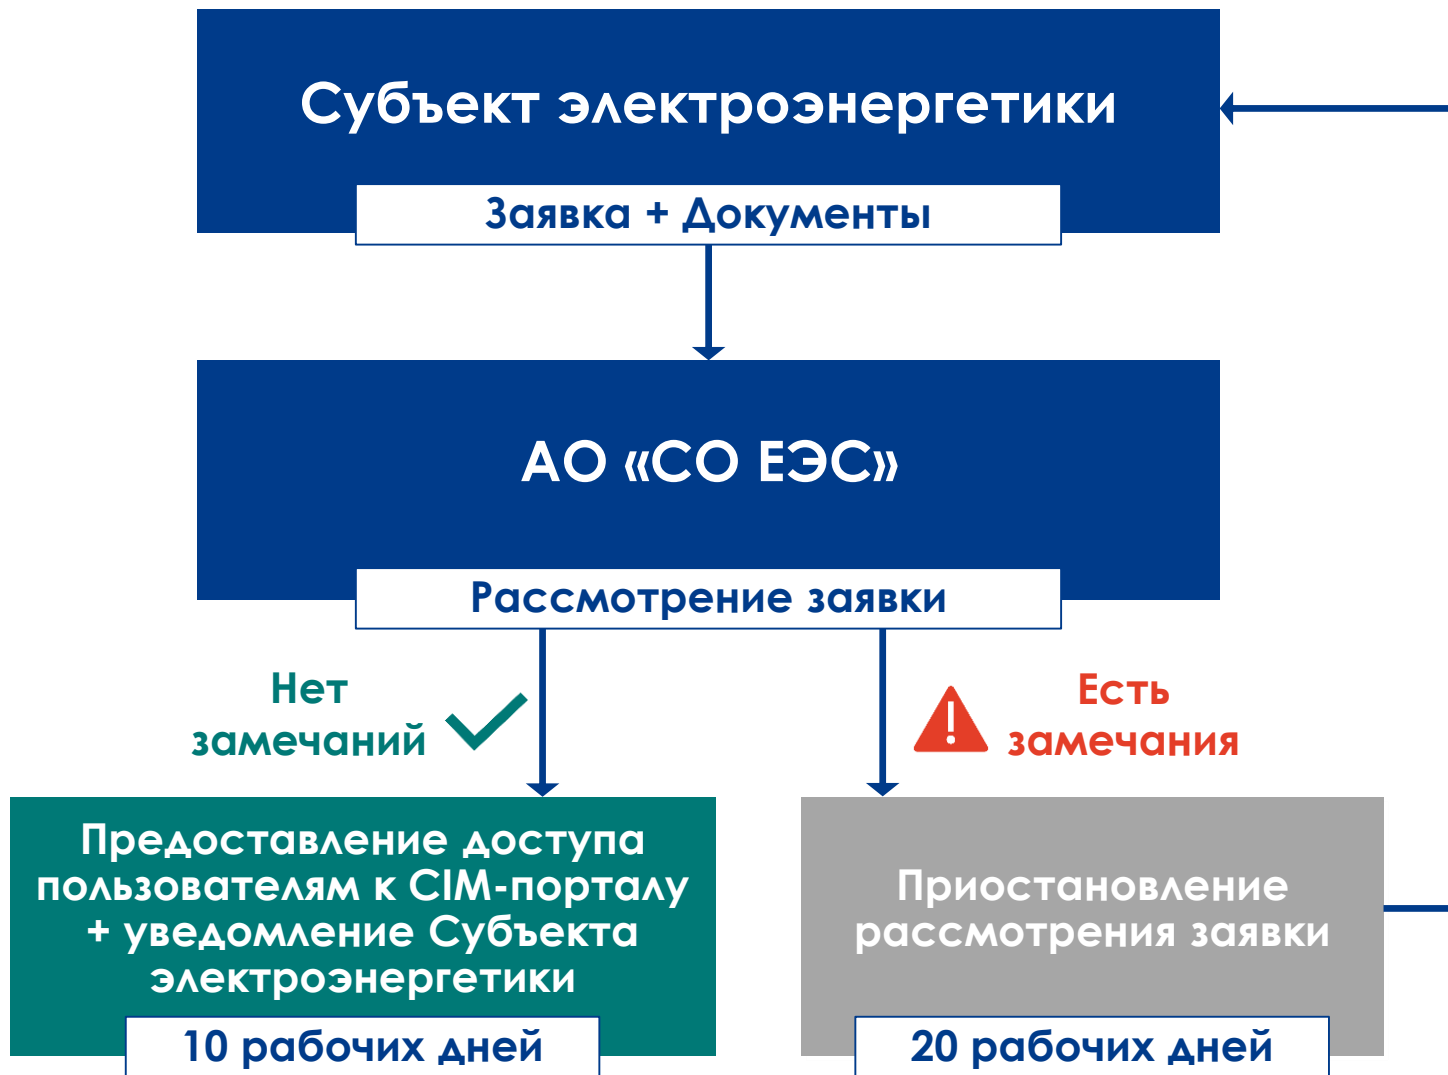 Субъект электроэнергетики
Заявка + Документы
АО «СО ЕЭС»
Рассмотрение заявки
Нет
замечаний
Есть
замечания
Предоставление доступа
пользователям к CIM-порталу
+ уведомление Субъекта
электроэнергетики
10 рабочих дней
Приостановление
рассмотрения заявки
20 рабочих дней